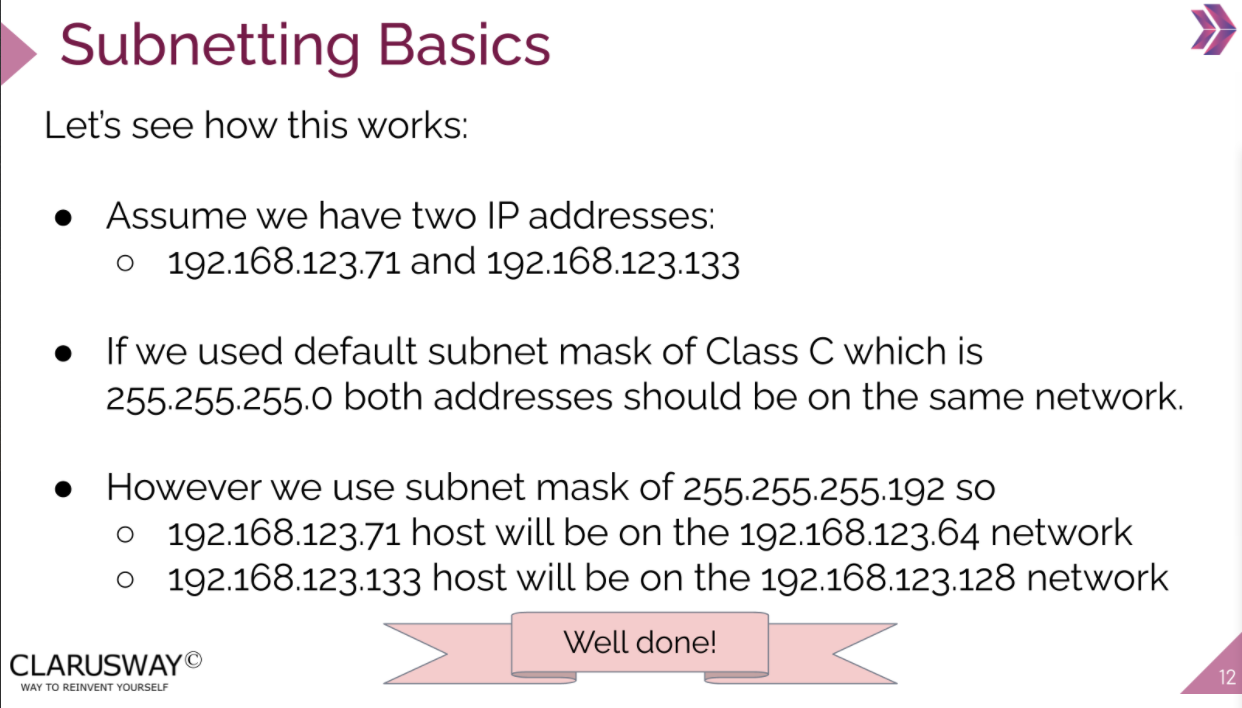 Subnetting Basics
Let's see how this works:
● Assume we have two IP addresses:
○ 192.168.123.71 and 192.168.123.133
● If we used default subnet mask of Class C which is
255.255.255.0 both addresses should be on the same network.
● However we use subnet mask of 255.255.255.192 so
○ 192.168.123.71 host will be on the 192.168.123.64 network
○ 192.168.123.133 host will be on the 192.168.123.128 network
Well done!
CLARUSWAY©
WAY TO REINVENT YOURSELF
12